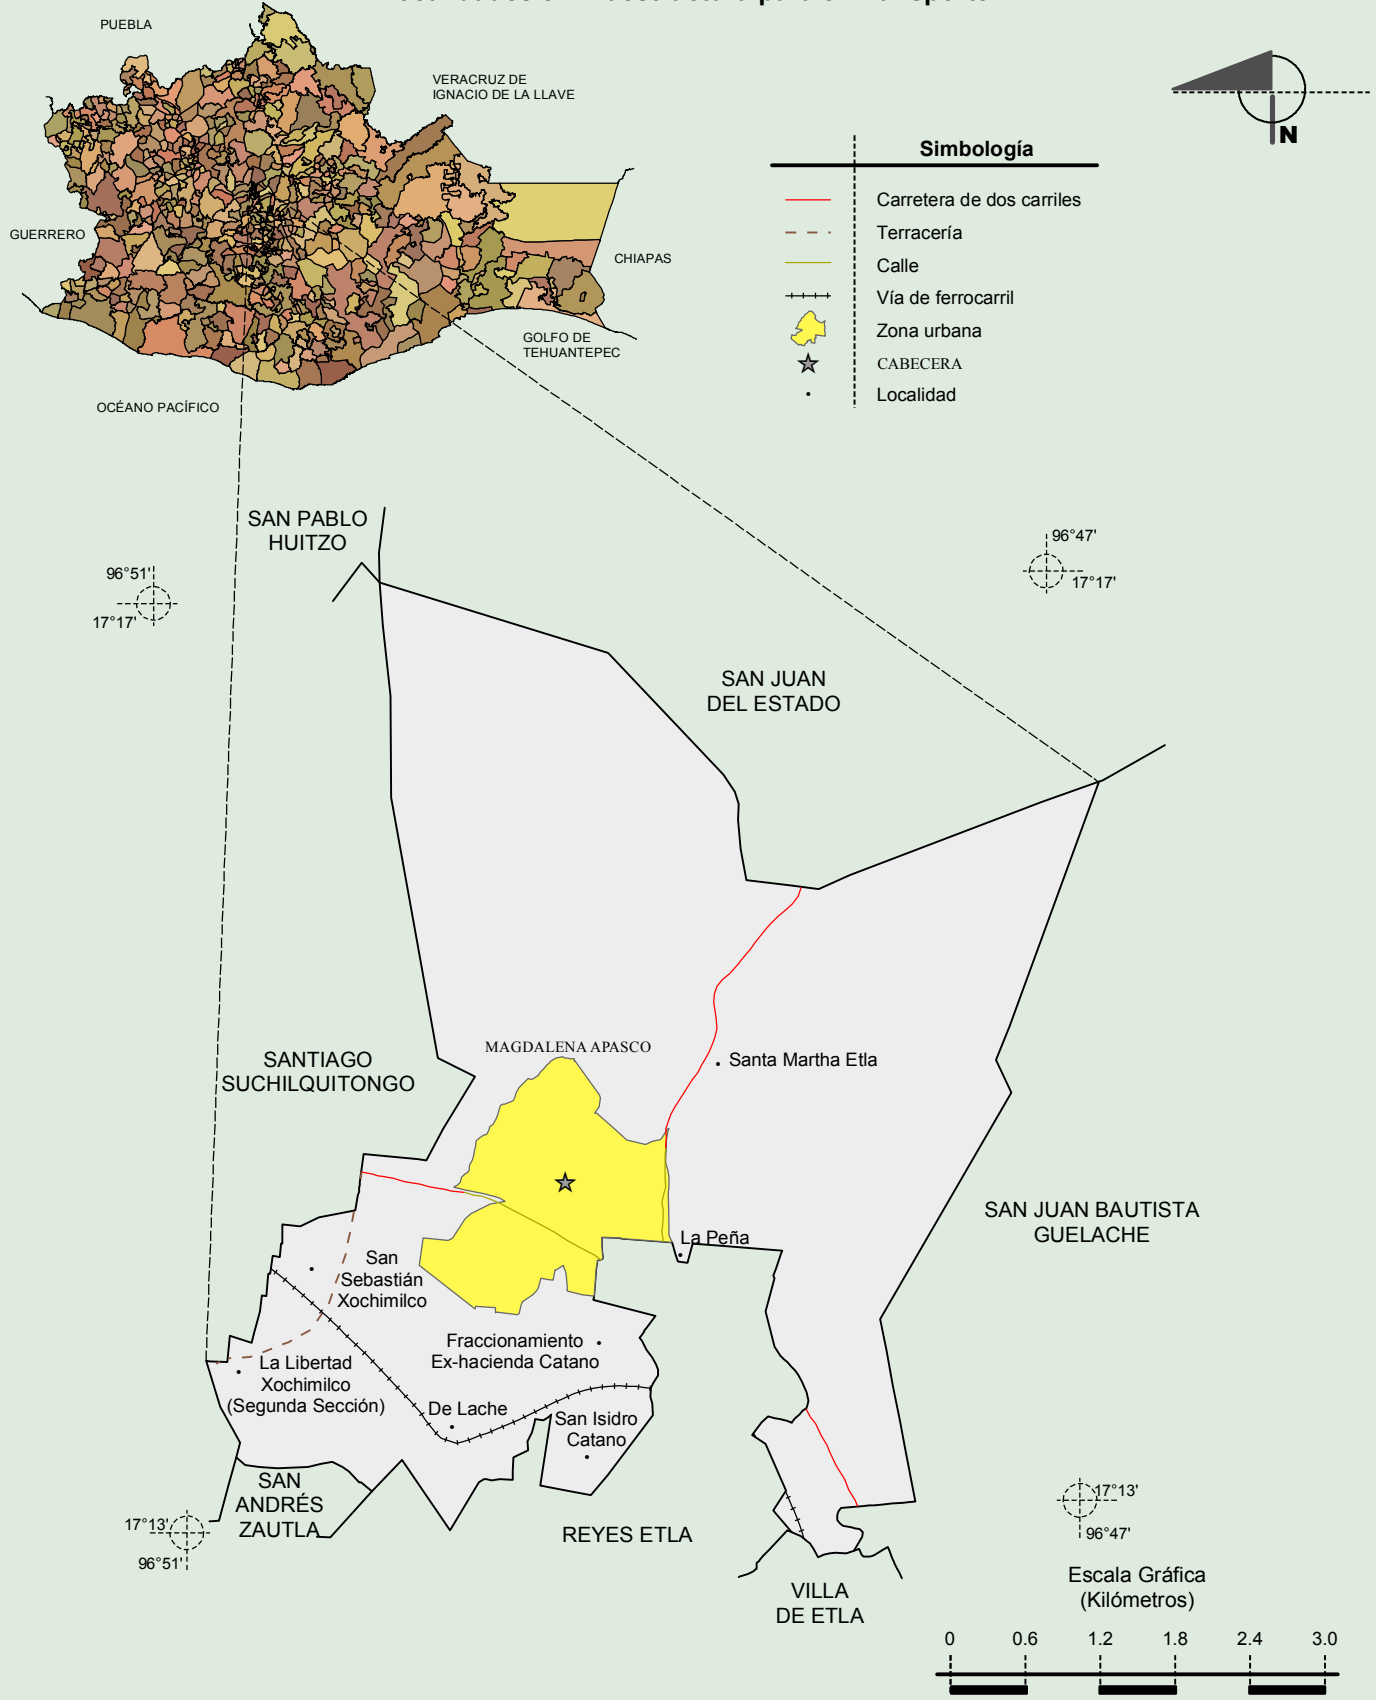 PUEBLA
VERACRUZ DE
IGNACIO DE LA LLAVE
GUERRERO
CHIAPAS
GOLFO DE
TEHUANTEPEC
OCÉANO PACÍFICO
N
Simbología
Carretera de dos carriles
Terracería
Calle
Vía de ferrocarril
Zona urbana
CABECERA
Localidad
SAN PABLO
HUITZO
96°51'
17°17'
96°47'
17°17'
SAN JUAN
DEL ESTADO
SANTIAGO
SUCHILQUITONGO
MAGDALENA APASCO
Santa Martha Etla
SAN JUAN BAUTISTA
GUELACHE
La Peña
San
Sebastián
Xochimilco
Fraccionamiento
Ex-hacienda Catano
La Libertad
Xochimilco
(Segunda Sección)
De Lache
San Isidro
Catano
SAN
ANDRÉS
ZAUTLA
17°13'
96°51'
REYES ETLA
VILLA
DE ETLA
17°13'
96°47'
Escala Gráfica
(Kilómetros)
0 0.6 1.2 1.8 2.4 3.0